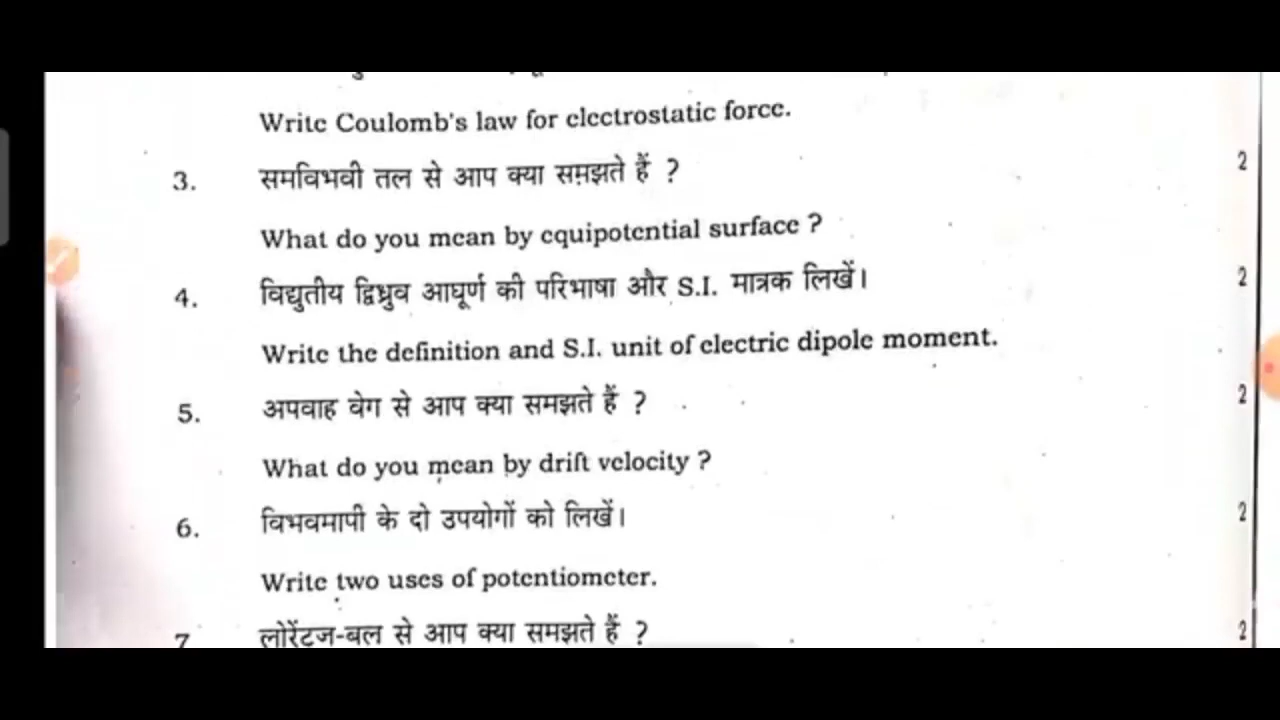 Write Coulomb's law for electrostatic force.
3. समविभवी तल से आप क्या समझते हैं ? 2
What do you mean by equipotential surface ?
4. विद्युतीय द्विध्रुव आघूर्ण की परिभाषा और S.I. मात्रक लिखें। 2
Write the definition and S.I. unit of electric dipole moment.
5. अपवाह वेग से आप क्या समझते हैं ? 2
What do you mean by drift velocity ?
6. विभवमापी के दो उपयोगों को लिखें। 2
Write two uses of potentiometer.
7. लोरेंटज-बल से आप क्या समझते हैं ? 2